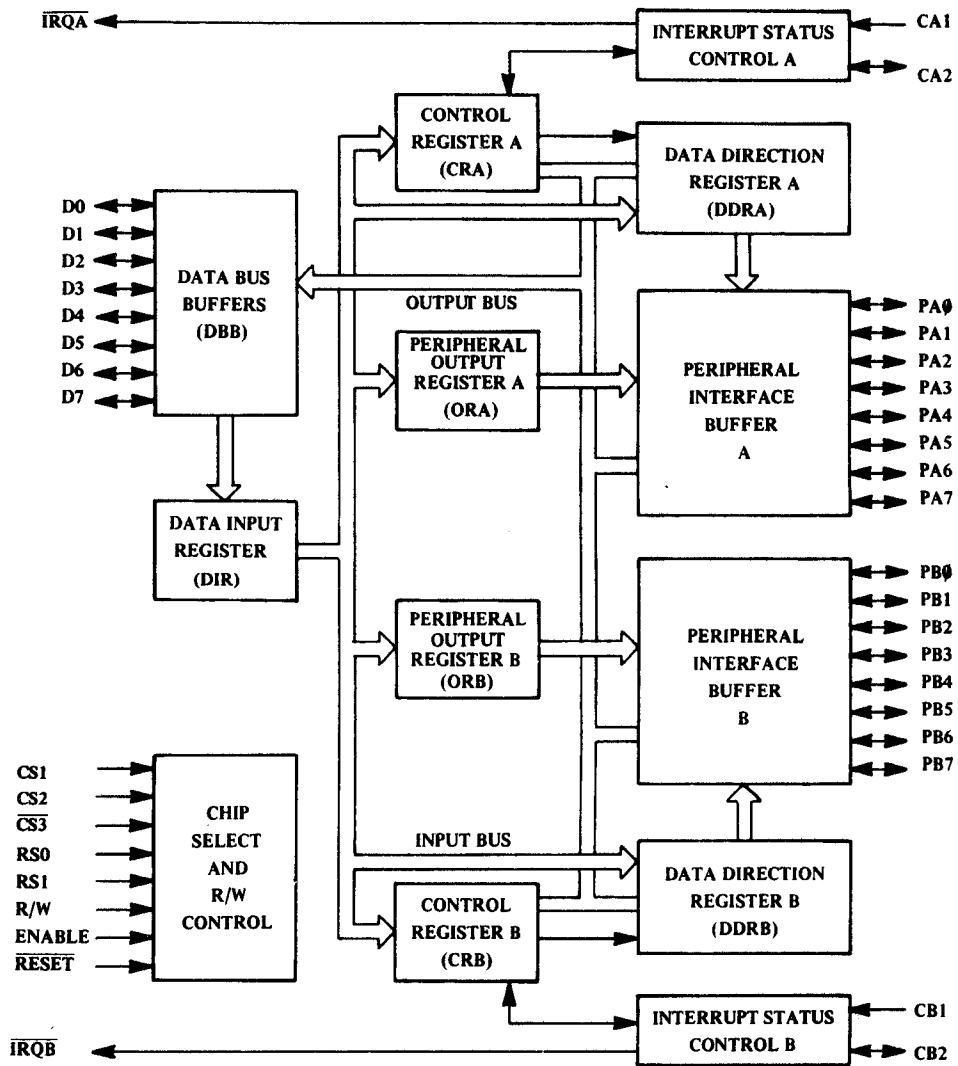 IRQA
INTERRUPT STATUS
CONTROL A
CA1
CA2
CONTROL
REGISTER A
(CRA)
DATA DIRECTION
REGISTER A
(DDRA)
D0
D1
D2
D3
D4
D5
D6
D7
DATA BUS
BUFFERS
(DBB)
OUTPUT BUS
PERIPHERAL
OUTPUT
REGISTER A
(ORA)
PERIPHERAL
INTERFACE
BUFFER
A
PA0
PA1
PA2
PA3
PA4
PA5
PA6
PA7
DATA INPUT
REGISTER
(DIR)
PERIPHERAL
OUTPUT
REGISTER B
(ORB)
PERIPHERAL
INTERFACE
BUFFER
B
PB0
PB1
PB2
PB3
PB4
PB5
PB6
PB7
CS1
CS2
CS3
RS0
RS1
R/W
ENABLE
RESET
CHIP
SELECT
AND
R/W
CONTROL
INPUT BUS
CONTROL
REGISTER B
(CRB)
DATA DIRECTION
REGISTER B
(DDRB)
INTERRUPT STATUS
CONTROL B
CB1
CB2
IRQB